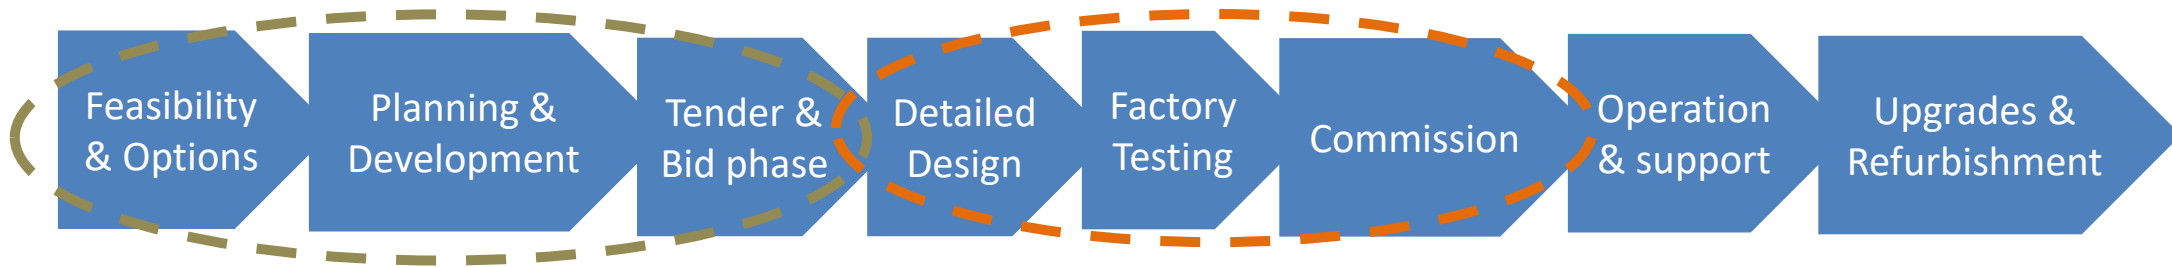 Feasibility
& Options
Planning &
Development
Tender &
Bid phase
Detailed
Design
Factory
Testing
Commission
Operation
& support
Upgrades &
Refurbishment